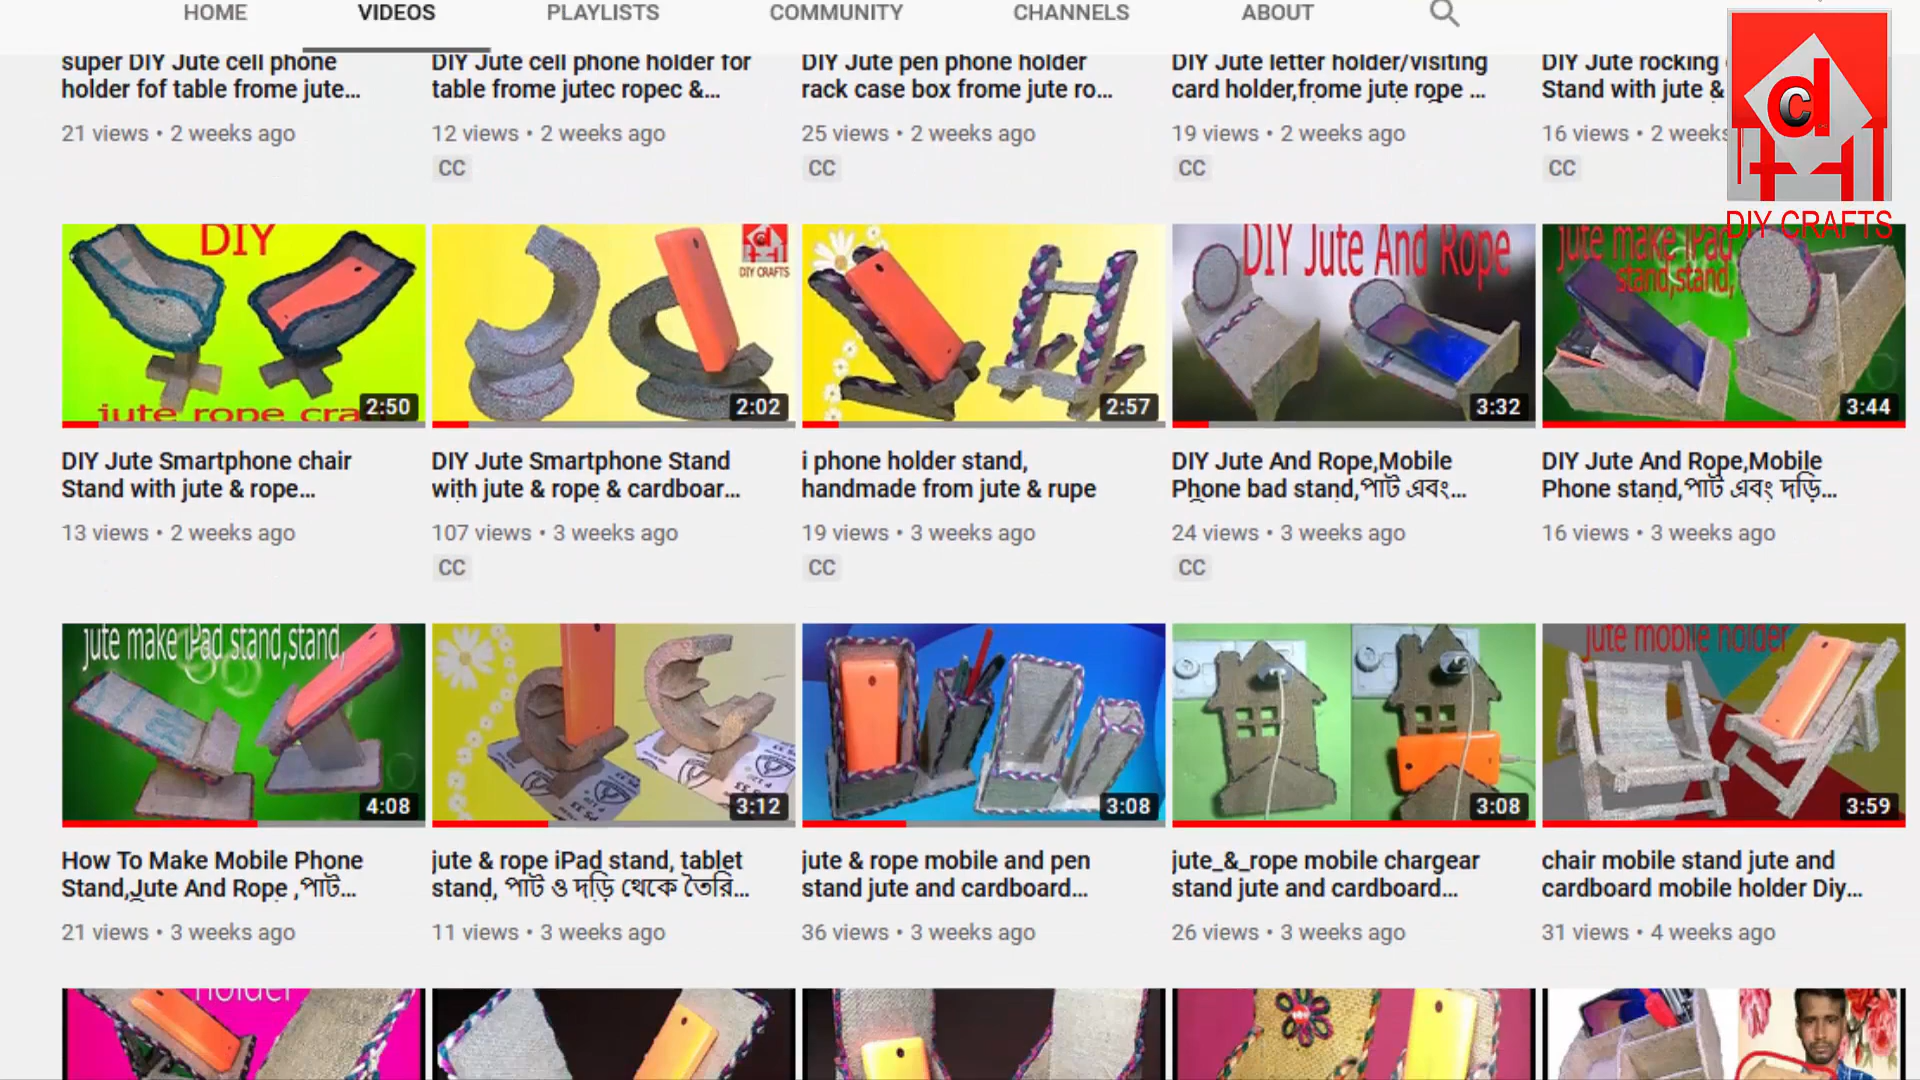 HOME VIDEOS PLAYLISTS COMMUNITY CHANNELS ABOUT
super DIY Jute cell phone
holder fof table frome jute...
21 views • 2 weeks ago
DIY Jute cell phone holder for
table frome jutec ropec &...
12 views • 2 weeks ago
CC
DIY Jute pen phone holder
rack case box frome jute ro...
25 views • 2 weeks ago
CC
DIY Jute letter holder/visiting
card holder,frome jute rope ...
19 views • 2 weeks ago
CC
DIY Jute rocking
Stand with jute &
16 views • 2 weeks
CC
dc
DIY CRAFTS
DIY
jute rope cra
2:50
DIY Jute Smartphone chair
Stand with jute & rope...
13 views • 2 weeks ago
DIY CRAFTS
2:02
DIY Jute Smartphone Stand
with jute & rope & cardboar...
107 views • 3 weeks ago
CC
2:57
i phone holder stand,
handmade from jute & rupe
19 views • 3 weeks ago
CC
DIY Jute And Rope
3:32
DIY Jute And Rope,Mobile
Phone bad stand,পাট এবং...
24 views • 3 weeks ago
CC
jute make iPad
stand,stand,
3:44
DIY Jute And Rope,Mobile
Phone stand,পাট এবং দড়ি...
16 views • 3 weeks ago
jute make iPad stand,stand,
4:08
How To Make Mobile Phone
Stand,Jute And Rope ,পাট...
21 views • 3 weeks ago
3:12
jute & rope iPad stand, tablet
stand, পাট ও দড়ি থেকে তৈরি...
11 views • 3 weeks ago
3:08
jute & rope mobile and pen
stand jute and cardboard...
36 views • 3 weeks ago
3:08
jute_&_rope mobile chargear
stand jute and cardboard...
26 views • 3 weeks ago
jute mobile holder
3:59
chair mobile stand jute and
cardboard mobile holder Diy...
31 views • 4 weeks ago
holder